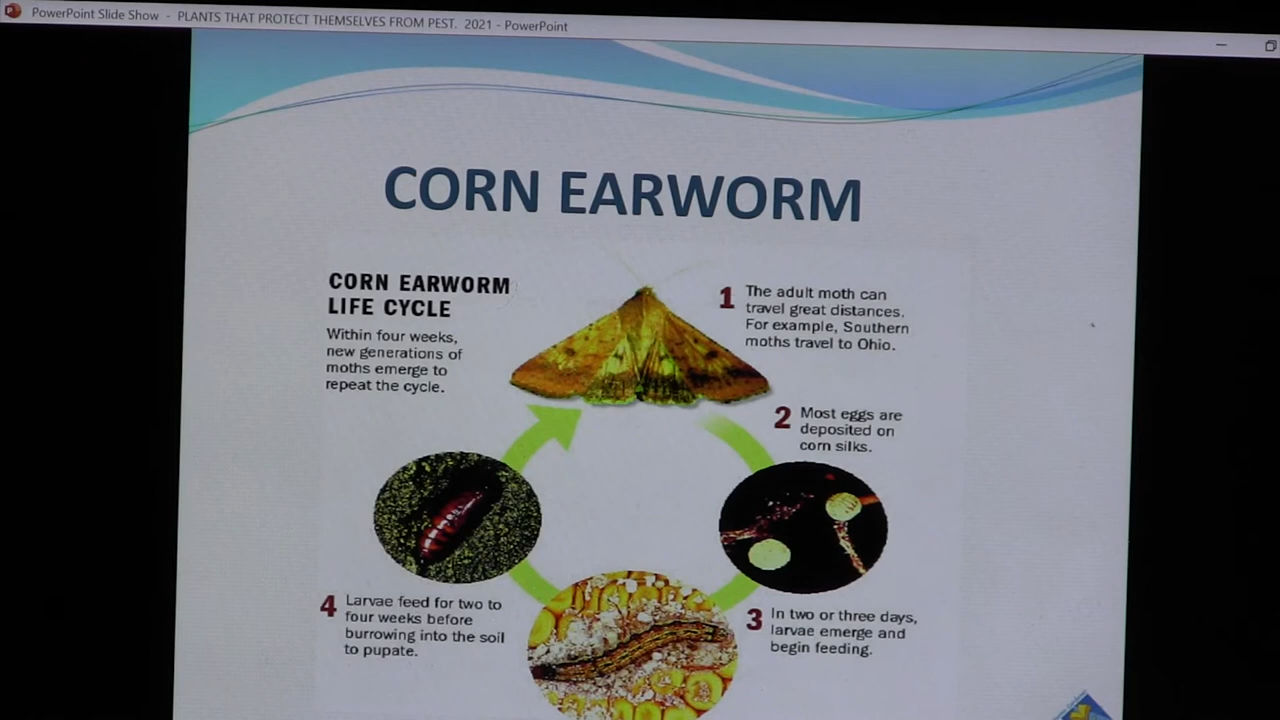 PowerPoint Slide Show - PLANTS THAT PROTECT THEMSELVES FROM PEST. 2021 - PowerPoint
CORN EARWORM
CORN EARWORM
LIFE CYCLE
Within four weeks,
new generations of
moths emerge to
repeat the cycle.
1 The adult moth can
travel great distances.
For example, Southern
moths travel to Ohio.
2 Most eggs are
deposited on
corn silks.
3 In two or three days,
larvae emerge and
begin feeding.
4 Larvae feed for two to
four weeks before
burrowing into the soil
to pupate.